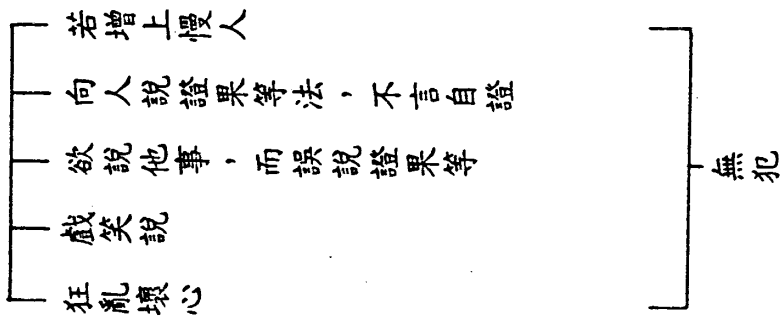 若增上慢人
向人說證果等法，不言自證
欲說他事，而誤說證果等
戲笑說
狂亂壞心
無犯